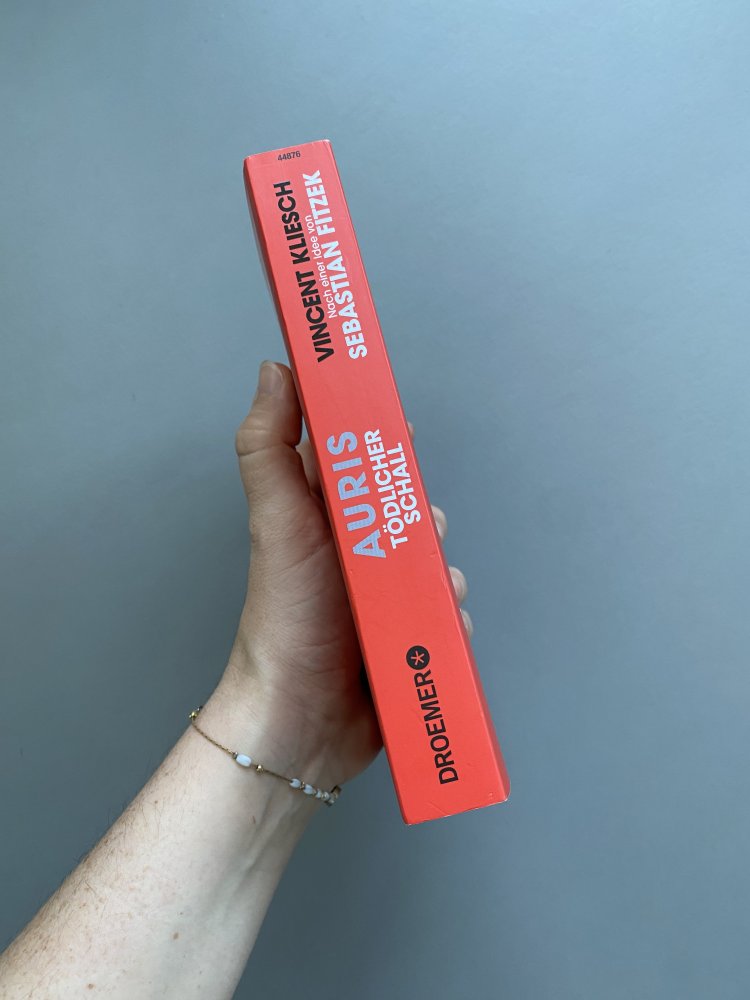 44876
VINCENT KLIESCH
Nach einer Idee von
SEBASTIAN FITZEK
AURIS
TÖDLICHER
SCHALL
DROEMER